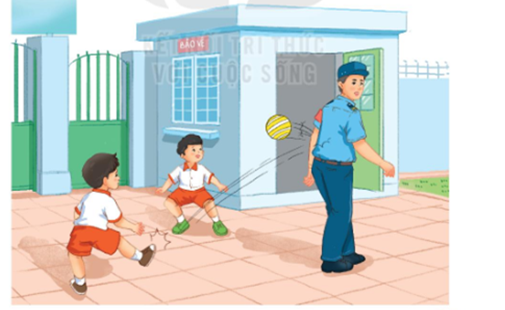 KẾT NỐI TRI THỨC
VỚI CUỘC SỐNG
BẢO VỆ